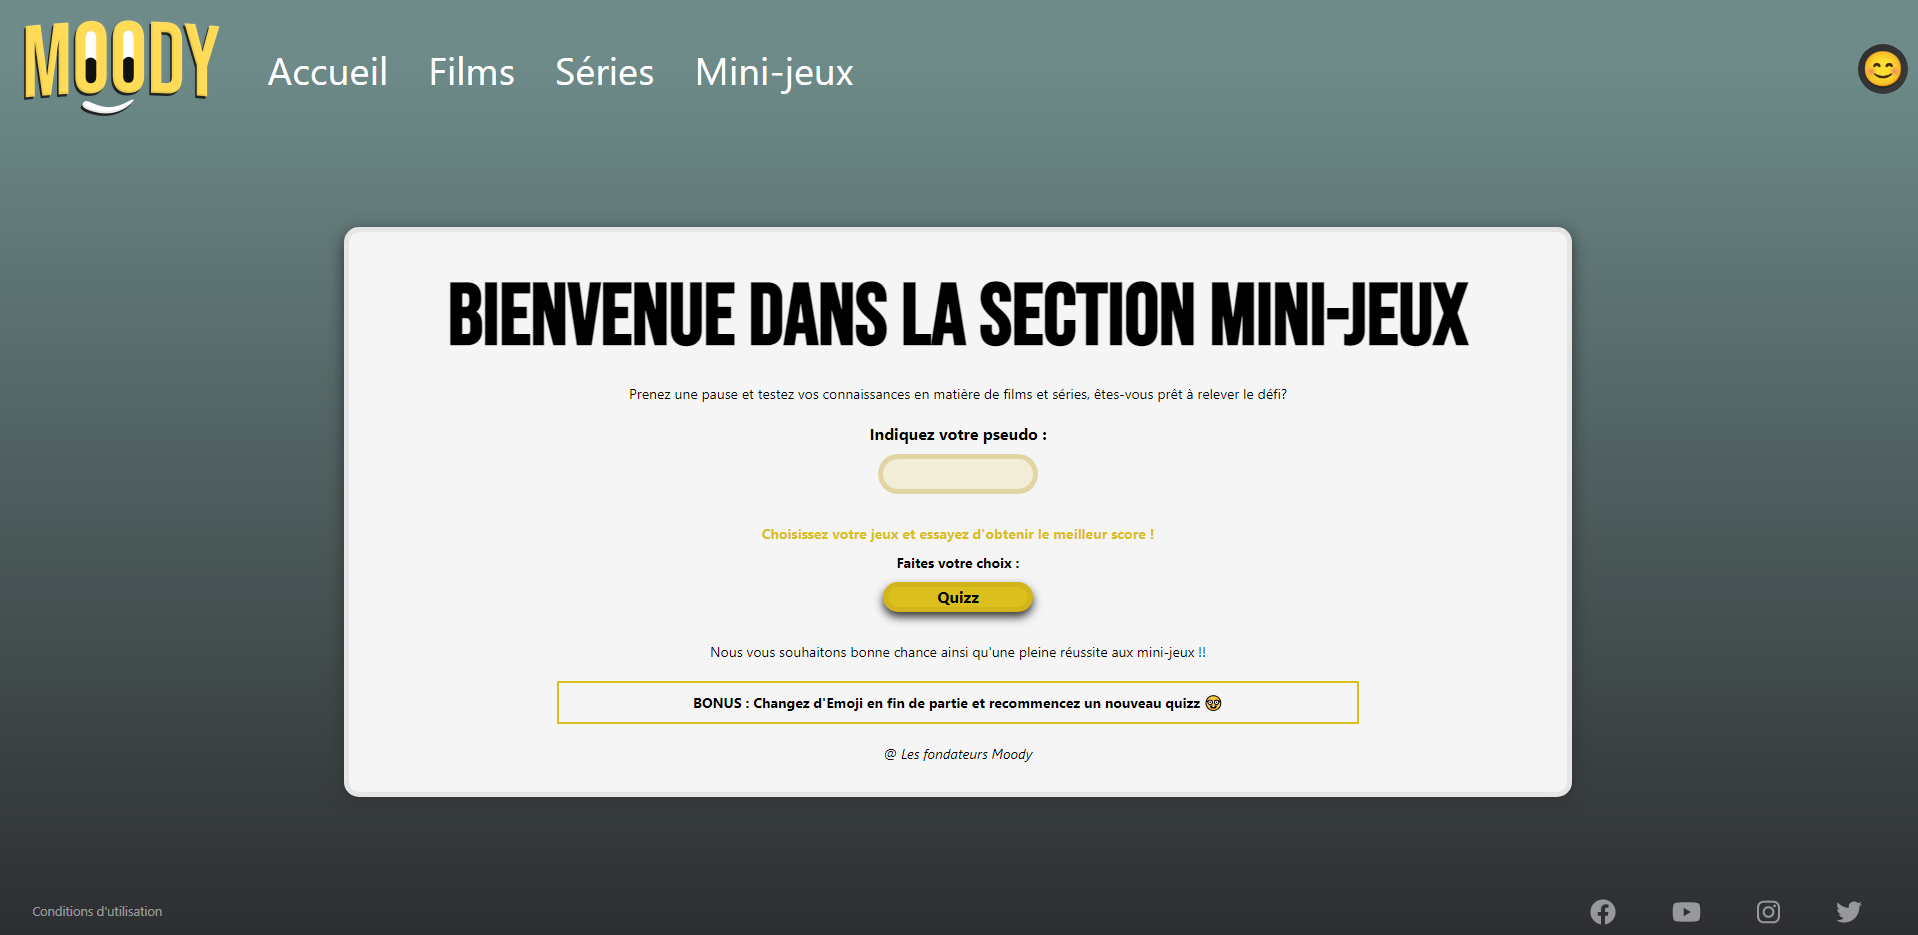 MOODY
Accueil Films Séries Mini-jeux
BIENVENUE DANS LA SECTION MINI-JEUX
Prenez une pause et testez vos connaissances en matière de films et séries, êtes-vous prêt à relever le défi?
Indiquez votre pseudo :
Choisissez votre jeux et essayez d'obtenir le meilleur score !
Faites votre choix :
Quizz
Nous vous souhaitons bonne chance ainsi qu'une pleine réussite aux mini-jeux !!
BONUS : Changez d'Emoji en fin de partie et recommencez un nouveau quizz 🤓
@ Les fondateurs Moody
Conditions d'utilisation